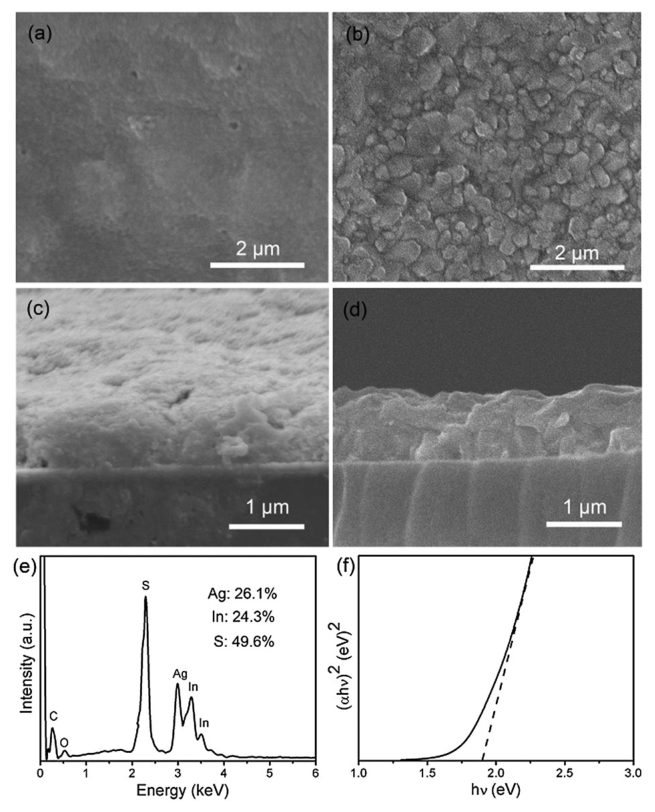 (a)
2 μm
(b)
2 μm
(c)
1 μm
(d)
1 μm
(e)
S
Ag: 26.1%
In: 24.3%
S: 49.6%
Ag
In
In
C
O
Intensity (a.u.)
0 1 2 3 4 5 6
Energy (keV)
(f)
(αhν)² (eV)²
1.0 1.5 2.0 2.5 3.0
hν (eV)